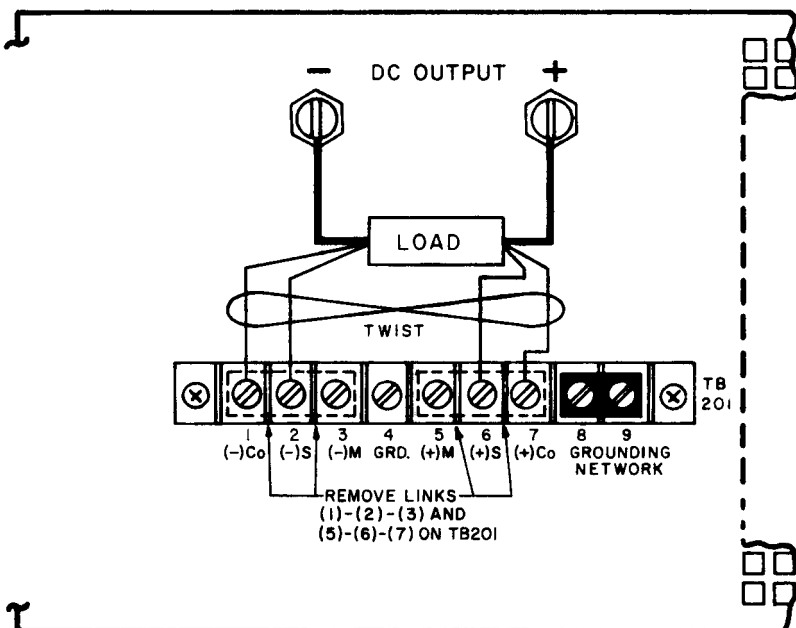 − DC OUTPUT +
LOAD
TWIST
TB
201
1 2 3 4 5 6 7 8 9
(-)Co (-)S (-)M GRD. (+)M (+)S (+)Co GROUNDING
NETWORK
REMOVE LINKS
(1)-(2)-(3) AND
(5)-(6)-(7) ON TB201